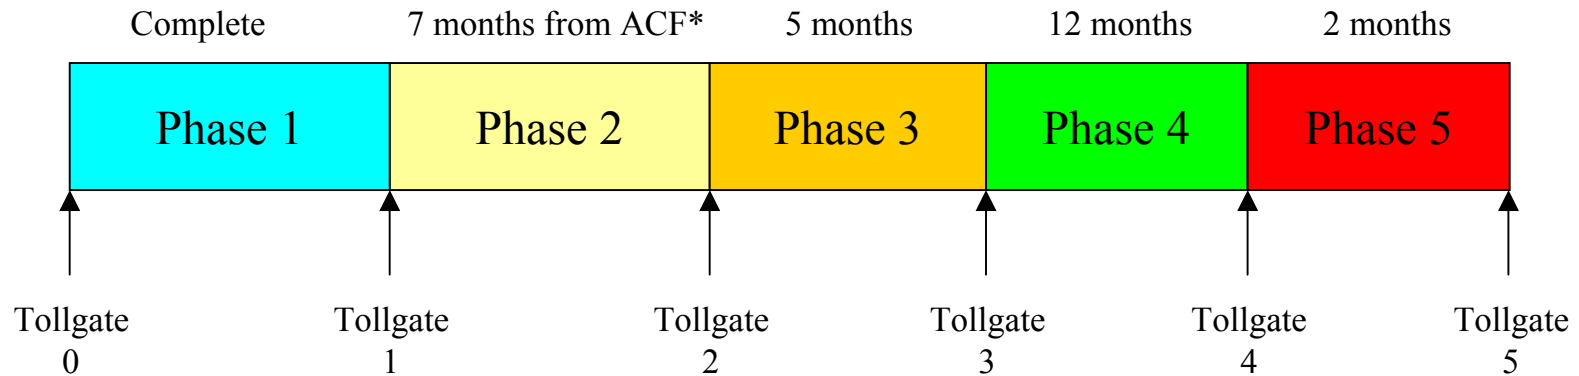 Complete 7 months from ACF* 5 months 12 months 2 months
Phase 1 Phase 2 Phase 3 Phase 4 Phase 5
Tollgate Tollgate Tollgate Tollgate Tollgate Tollgate
0 1 2 3 4 5